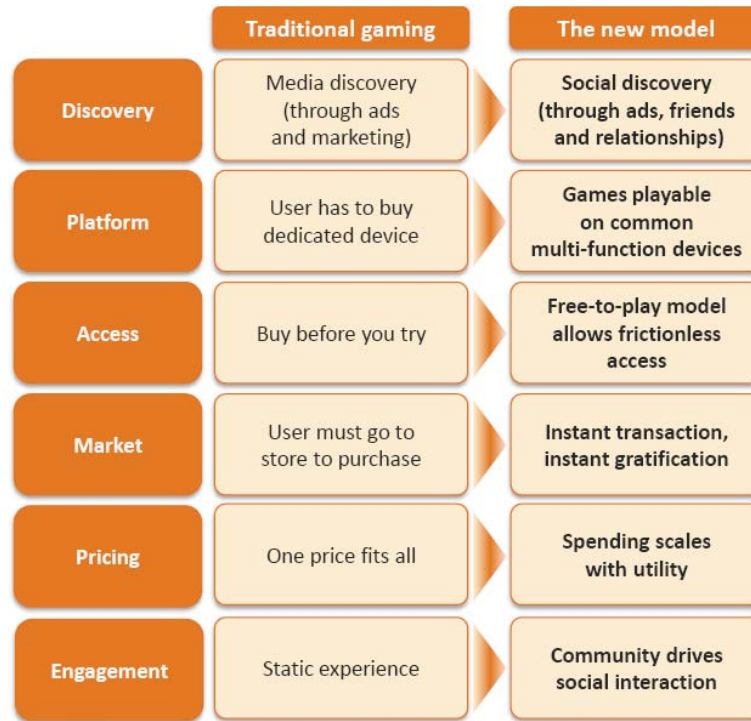 Traditional gaming
The new model
Discovery
Media discovery
(through ads
and marketing)
Social discovery
(through ads, friends
and relationships)
Platform
User has to buy
dedicated device
Games playable
on common
multi-function devices
Access
Buy before you try
Free-to-play model
allows frictionless
access
Market
User must go to
store to purchase
Instant transaction,
instant gratification
Pricing
One price fits all
Spending scales
with utility
Engagement
Static experience
Community drives
social interaction